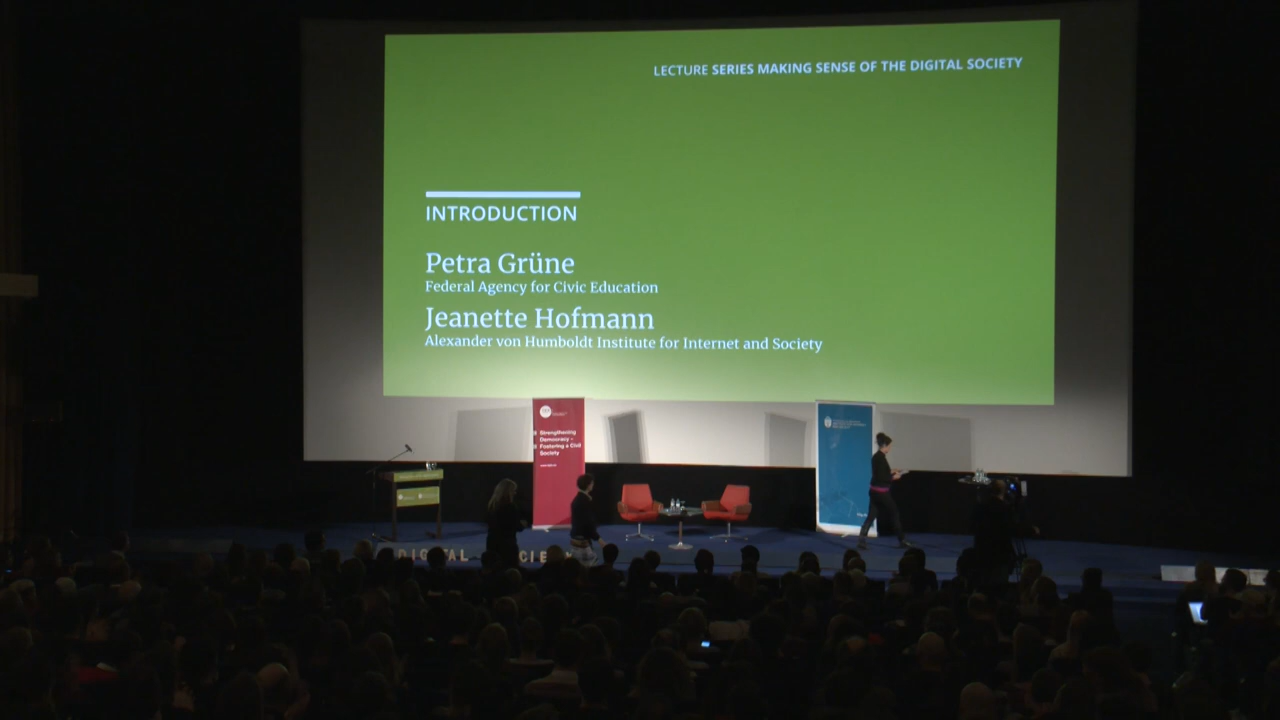 LECTURE SERIES MAKING SENSE OF THE DIGITAL SOCIETY
INTRODUCTION
Petra Grüne
Federal Agency for Civic Education
Jeanette Hofmann
Alexander von Humboldt Institute for Internet and Society
Strengthening
Democracy –
Fostering a Civil
Society
DIGITAL